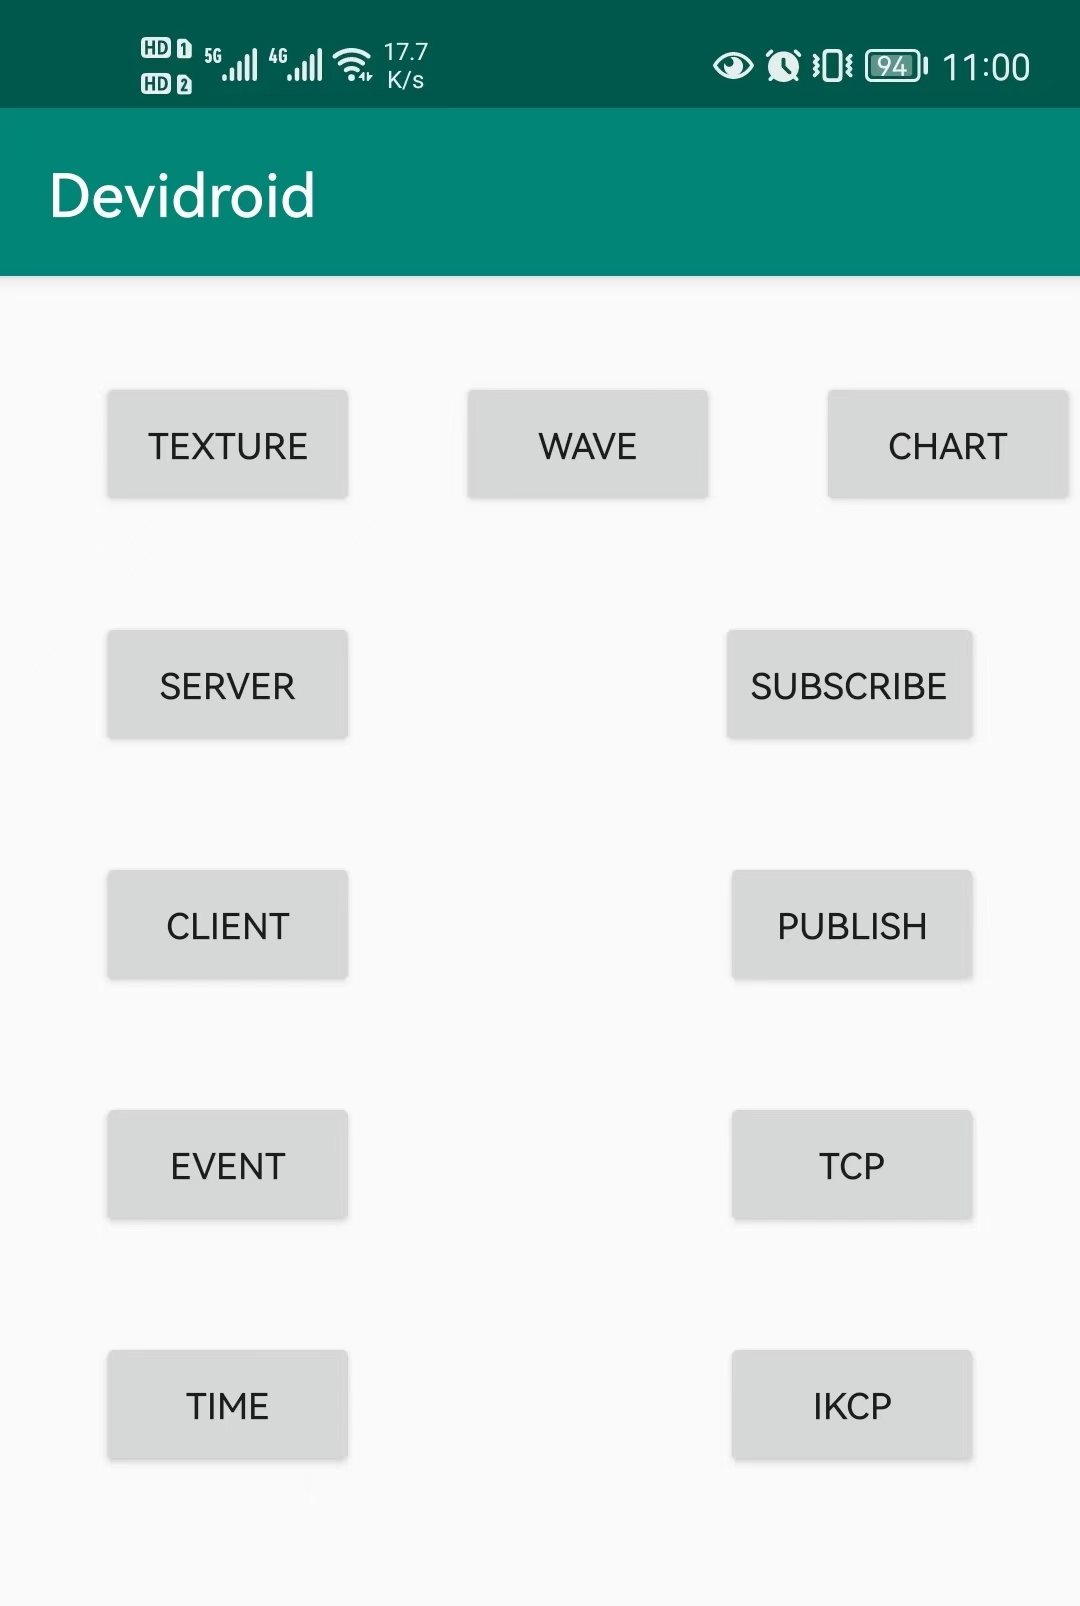 HD 1 5G 4G 17.7
HD 2 K/s
94 11:00
Devidroid
TEXTURE WAVE CHART
SERVER SUBSCRIBE
CLIENT PUBLISH
EVENT TCP
TIME IKCP